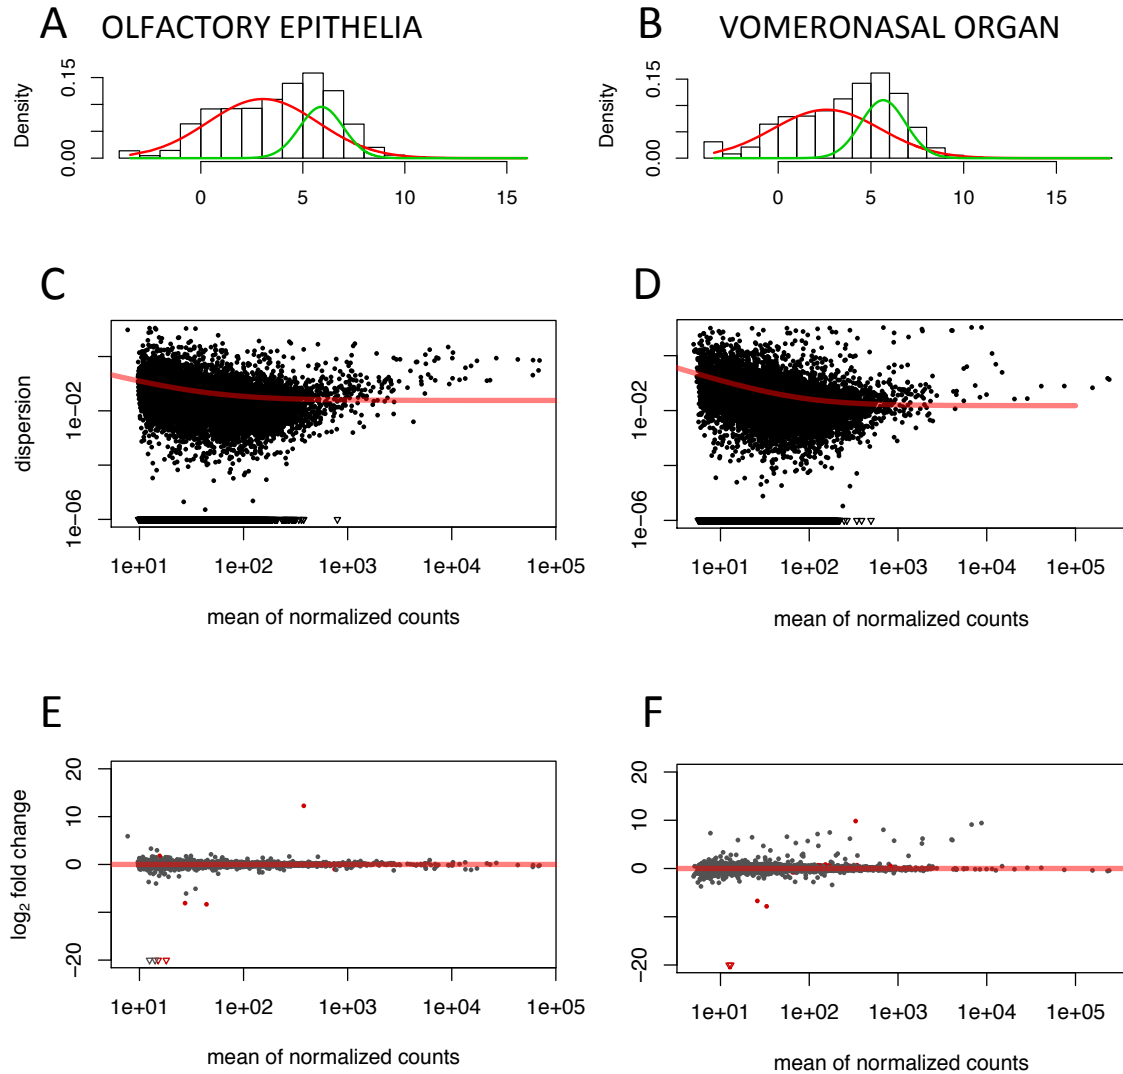 A OLFACTORY EPITHELIA
B VOMERONASAL ORGAN
Density
0.00 0.15
0 5 10 15
Density
0.00 0.15
0 5 10 15
C
dispersion
1e−06 1e−02
1e+01 1e+02 1e+03 1e+04 1e+05
mean of normalized counts
D
1e−06 1e−02
1e+01 1e+02 1e+03 1e+04 1e+05
mean of normalized counts
E
log2 fold change
−20 0 10 20
1e+01 1e+02 1e+03 1e+04 1e+05
mean of normalized counts
F
−20 0 10 20
1e+01 1e+02 1e+03 1e+04 1e+05
mean of normalized counts